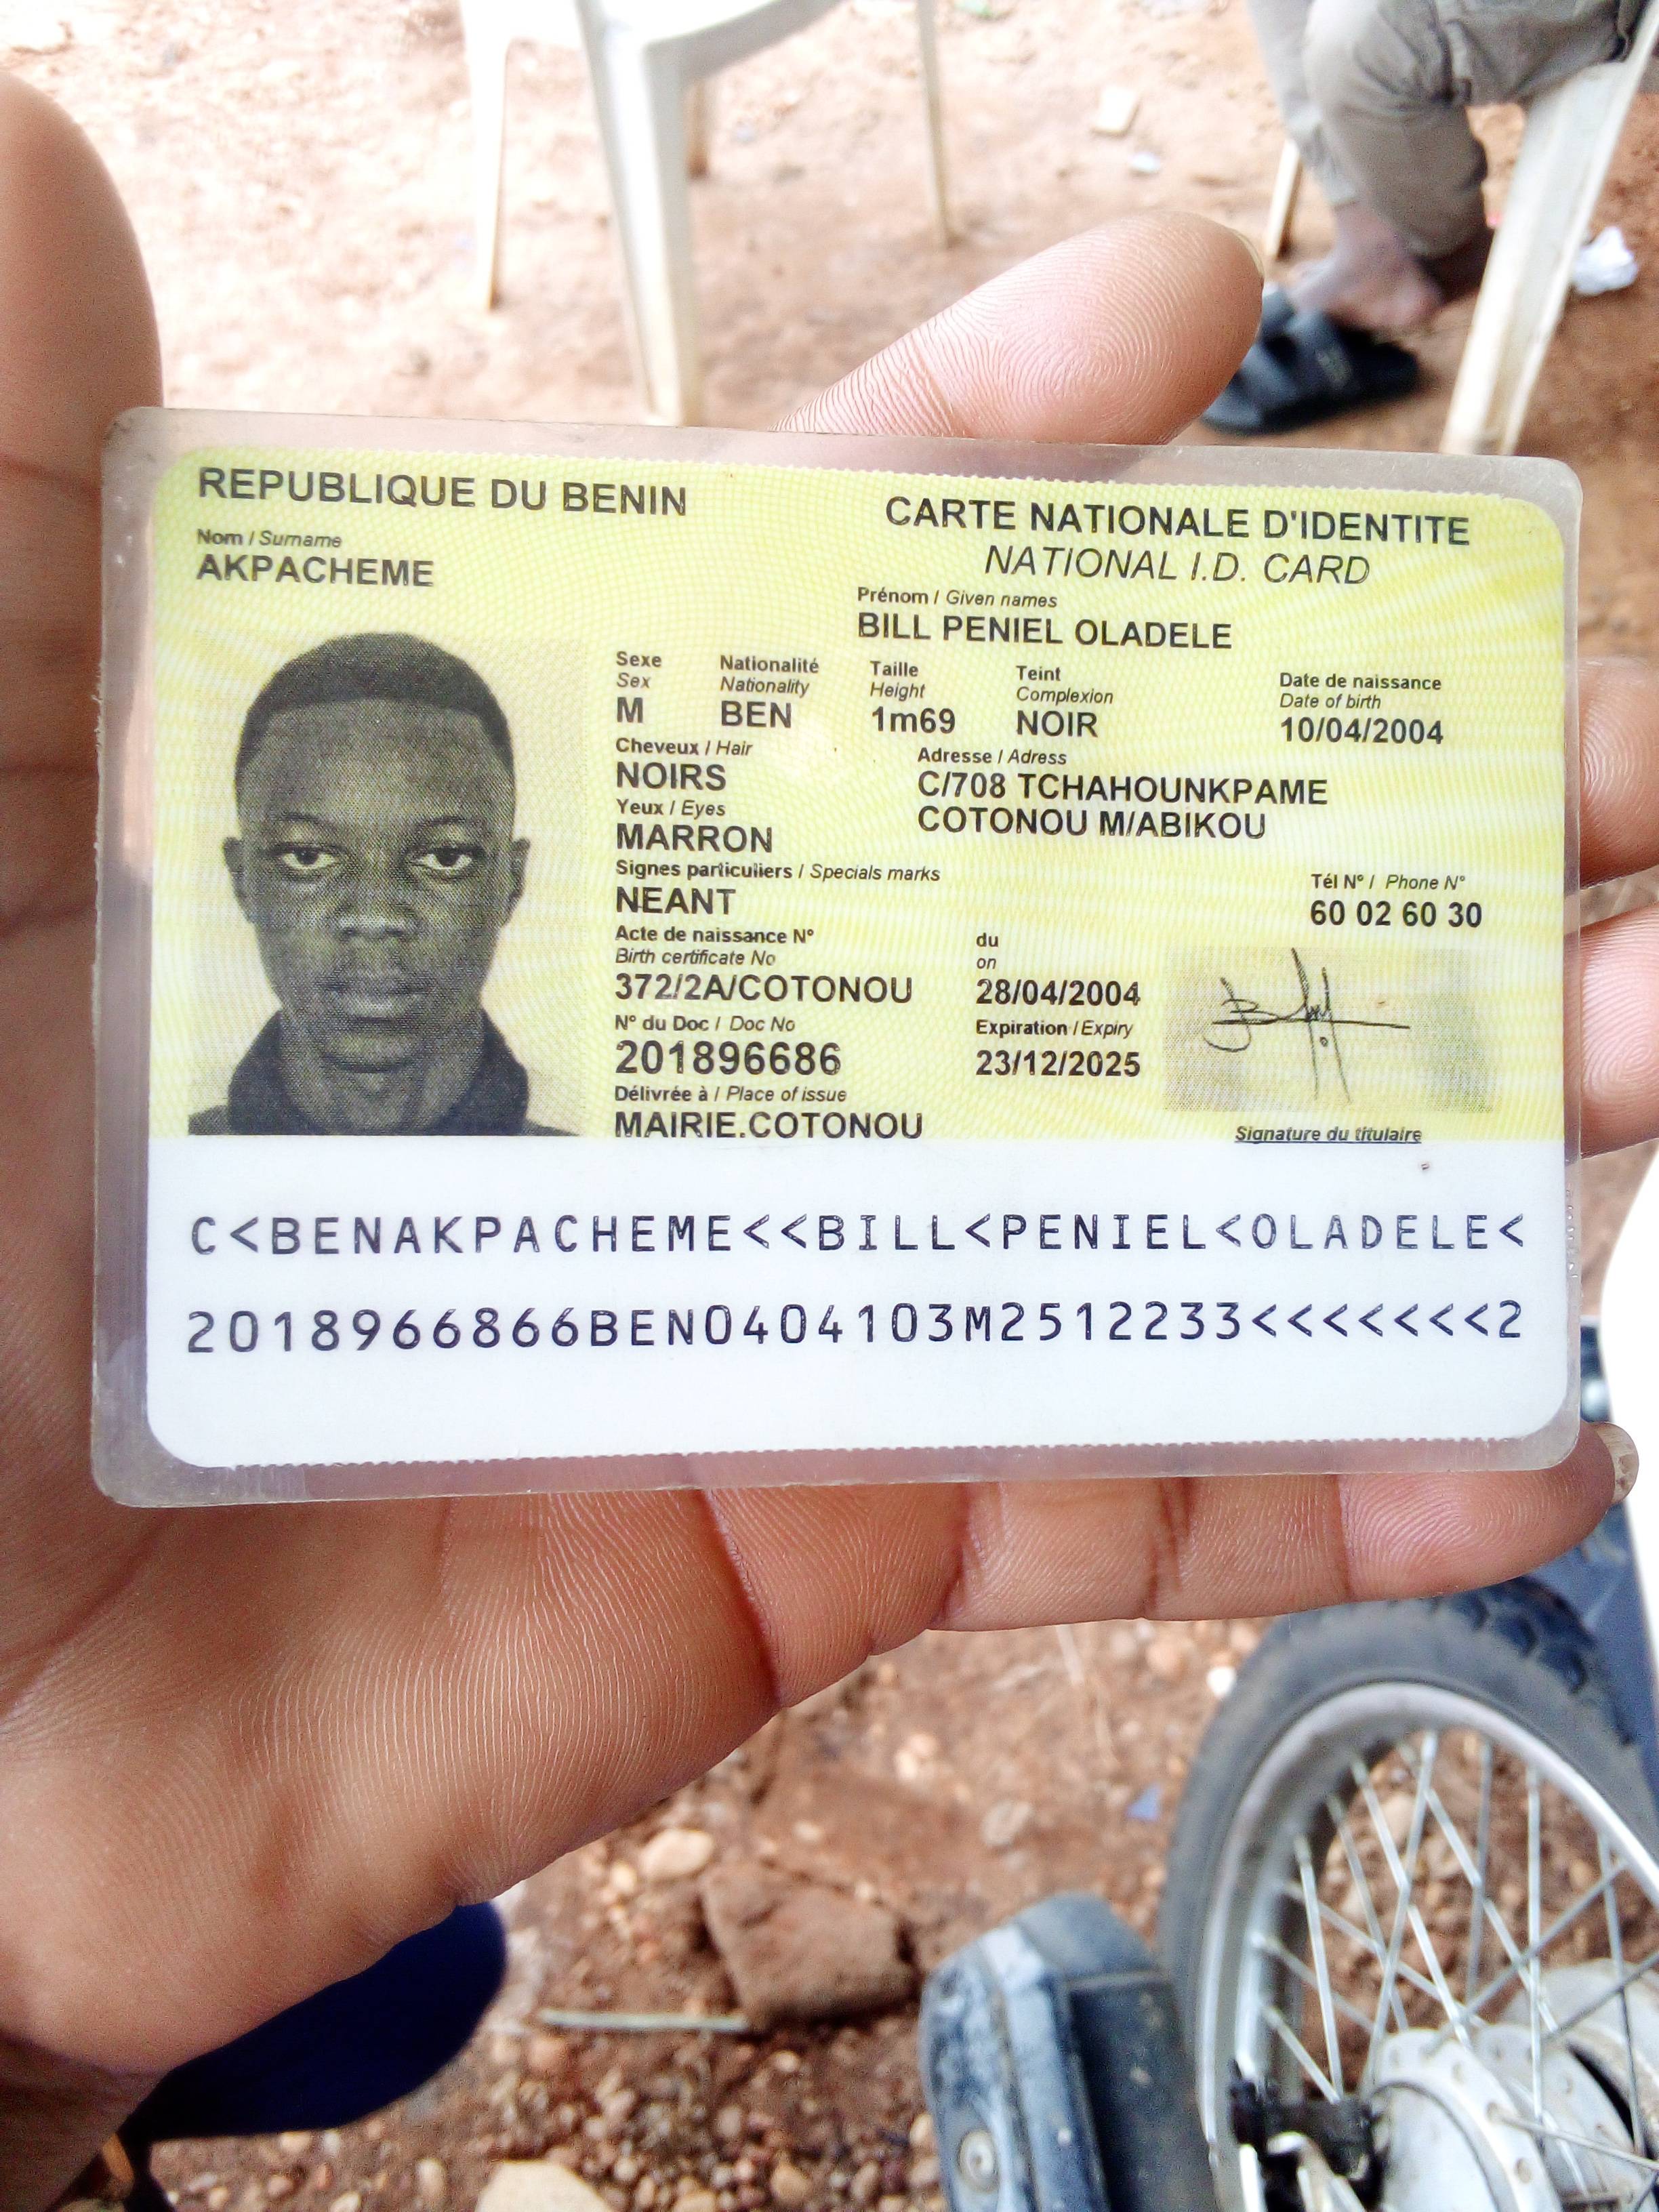 REPUBLIQUE DU BENIN
CARTE NATIONALE D'IDENTITE
NATIONAL I.D. CARD
Nom / Surname
AKPACHEME
Prénom / Given names
BILL PENIEL OLADELE
Sexe Nationalité Taille Teint Date de naissance
Sex Nationality Height Complexion Date of birth
M BEN 1m69 NOIR 10/04/2004
Cheveux / Hair
NOIRS
Adresse / Adress
C/708 TCHAHOUNKPAME
COTONOU M/ABIKOU
Yeux / Eyes
MARRON
Signes particuliers / Specials marks
NEANT
Tél N° / Phone N°
60 02 60 30
Acte de naissance N° du
Birth certificate No on
372/2A/COTONOU 28/04/2004
N° du Doc / Doc No Expiration / Expiry
201896686 23/12/2025
Délivrée à / Place of issue
MAIRIE.COTONOU
Signature du titulaire
C<BENAKPACHEME<<BILL<PENIEL<OLADELE<
2018966866BEN0404103M2512233<<<<<<<2